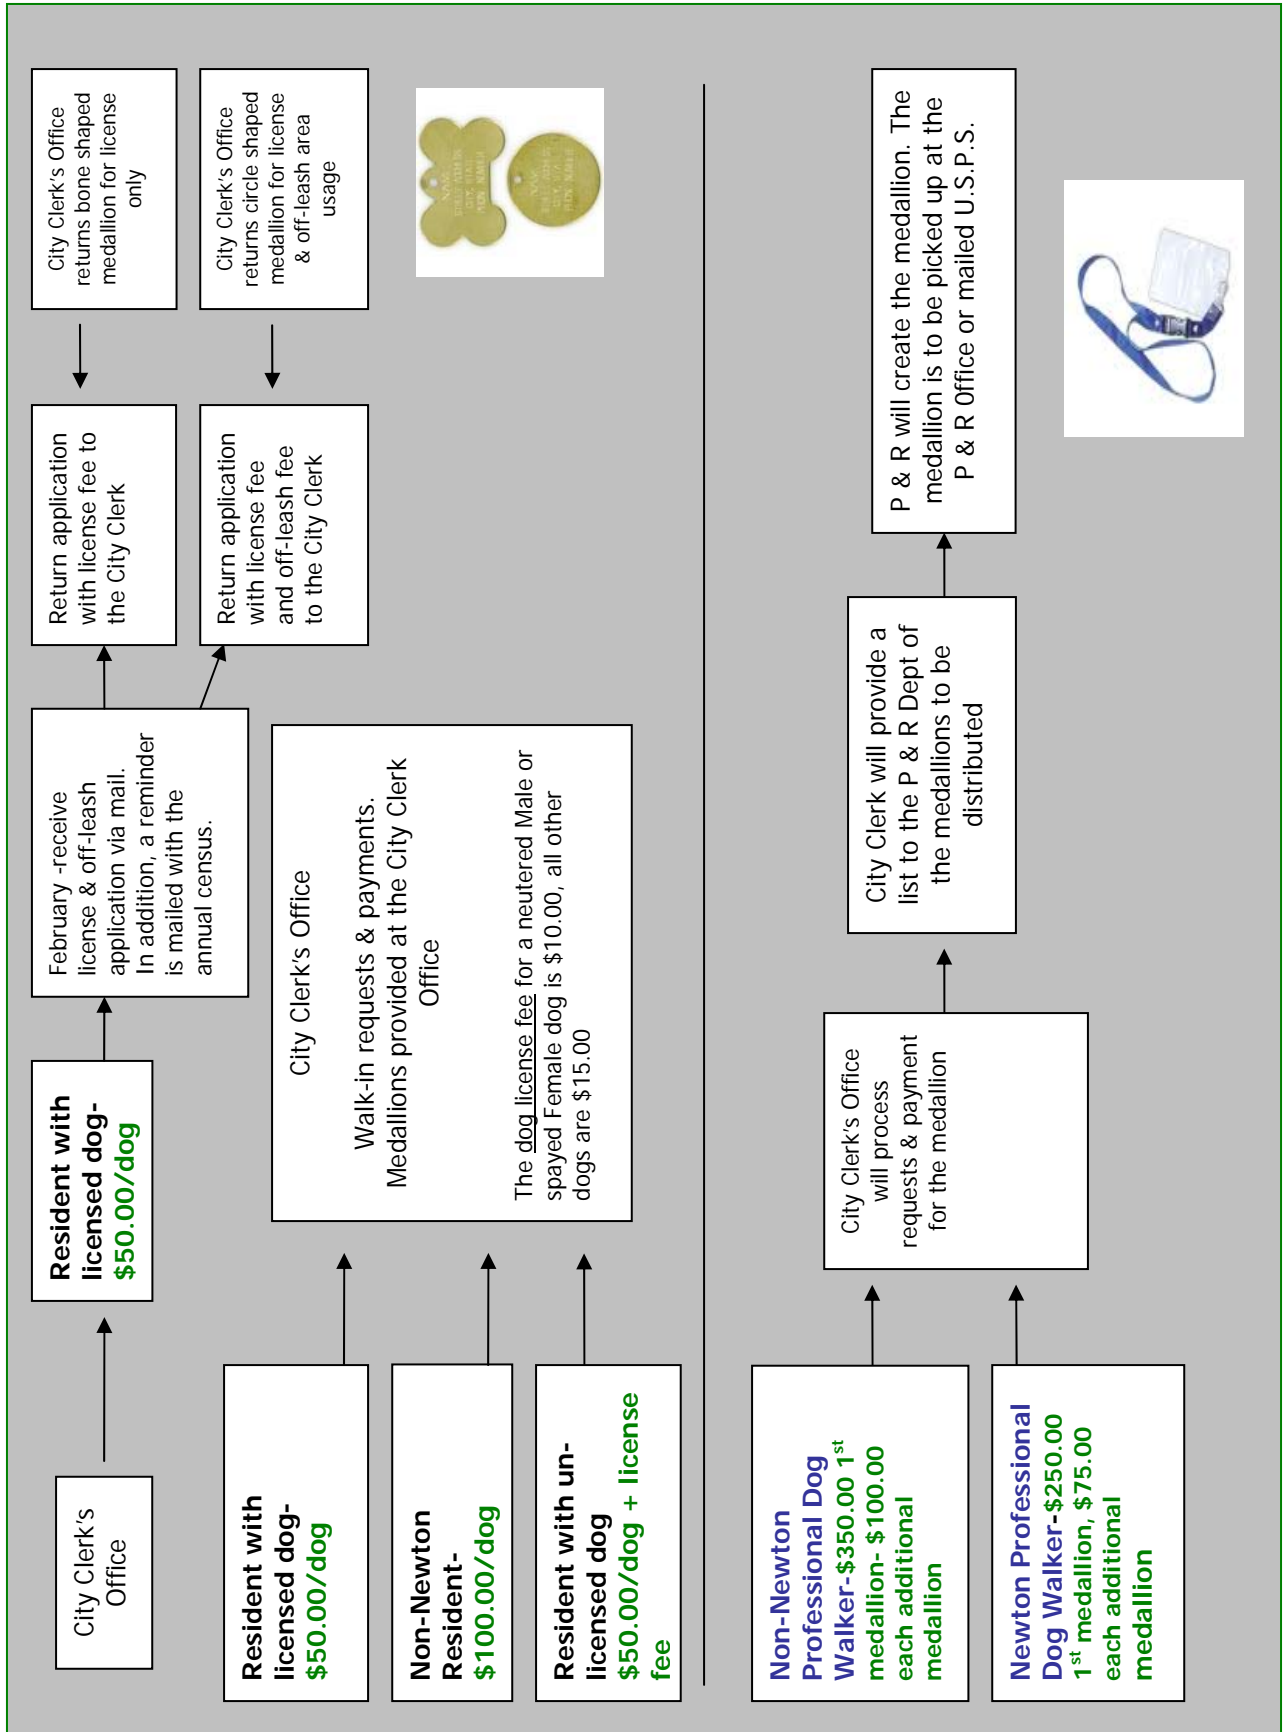 City Clerk's
Office
Resident with
licensed dog-
$50.00/dog
February -receive
license & off-leash
application via mail.
In addition, a reminder
is mailed with the
annual census.
Return application
with license fee to
the City Clerk
City Clerk's Office
returns bone shaped
medallion for license
only
Return application
with license fee
and off-leash fee
to the City Clerk
City Clerk's Office
returns circle shaped
medallion for license
& off-leash area
usage
Resident with
licensed dog-
$50.00/dog
Non-Newton
Resident-
$100.00/dog
Resident with un-
licensed dog
$50.00/dog + license
fee
City Clerk's Office
Walk-in requests & payments.
Medallions provided at the City Clerk
Office
The dog license fee for a neutered Male or
spayed Female dog is $10.00, all other
dogs are $15.00
Non-Newton
Professional Dog
Walker-$350.00 1st
medallion- $100.00
each additional
medallion
Newton Professional
Dog Walker-$250.00
1st medallion, $75.00
each additional
medallion
City Clerk's Office
will process
requests & payment
for the medallion
City Clerk will provide a
list to the P & R Dept of
the medallions to be
distributed
P & R will create the medallion. The
medallion is to be picked up at the
P & R Office or mailed U.S.P.S.